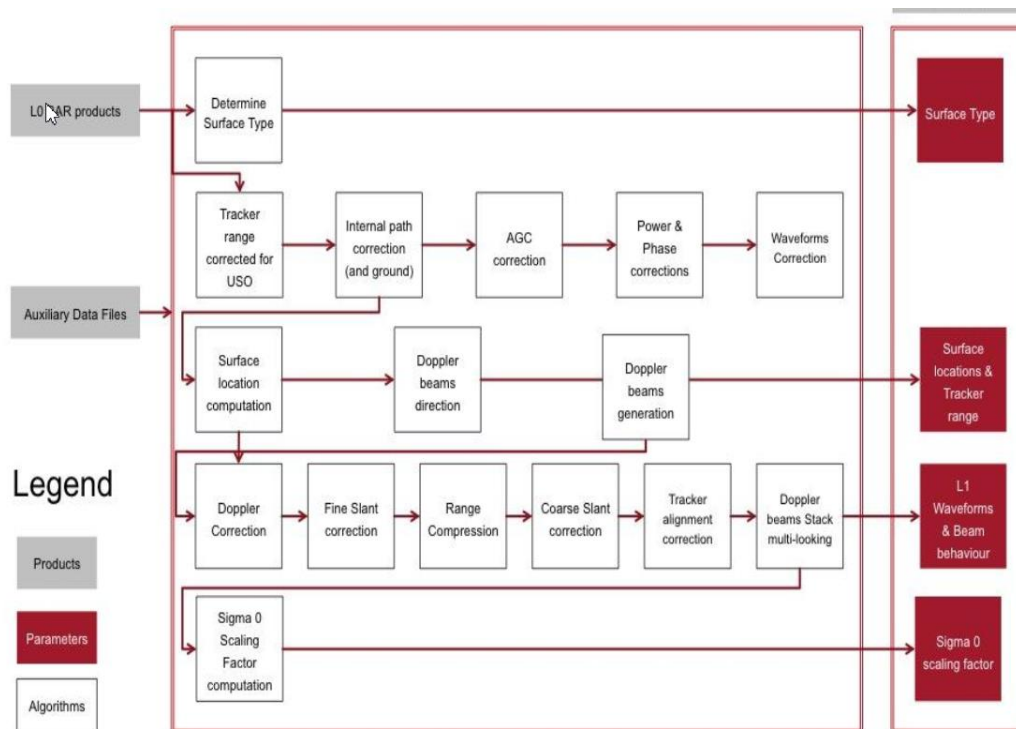 L0 AR products
Determine
Surface Type
Surface Type
Tracker
range
corrected for
USO
Internal path
correction
(and ground)
AGC
correction
Power &
Phase
corrections
Waveforms
Correction
Auxiliary Data Files
Surface
location
computation
Doppler
beams
direction
Doppler
beams
generation
Surface
locations &
Tracker
range
Legend
Doppler
Correction
Fine Slant
correction
Range
Compression
Coarse Slant
correction
Tracker
alignment
correction
Doppler
beams Stack
multi-looking
L1
Waveforms
& Beam
behaviour
Products
Parameters
Algorithms
Sigma 0
Scaling
Factor
computation
Sigma 0
scaling factor